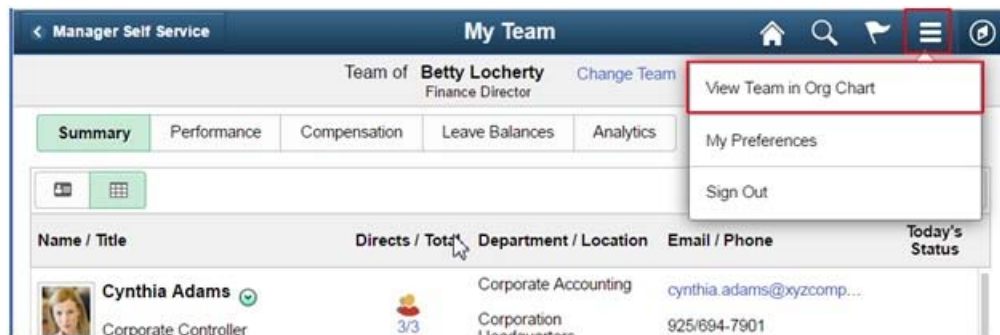 Manager Self Service
My Team
Team of Betty Locherty Change Team
Finance Director
View Team in Org Chart
My Preferences
Sign Out
Summary Performance Compensation Leave Balances Analytics
Name / Title Directs / Total Department / Location Email / Phone Today's Status
Cynthia Adams
Corporate Controller
3/3
Corporate Accounting
Corporation
Headquarters
cynthia.adams@xyzcomp...
925/694-7901